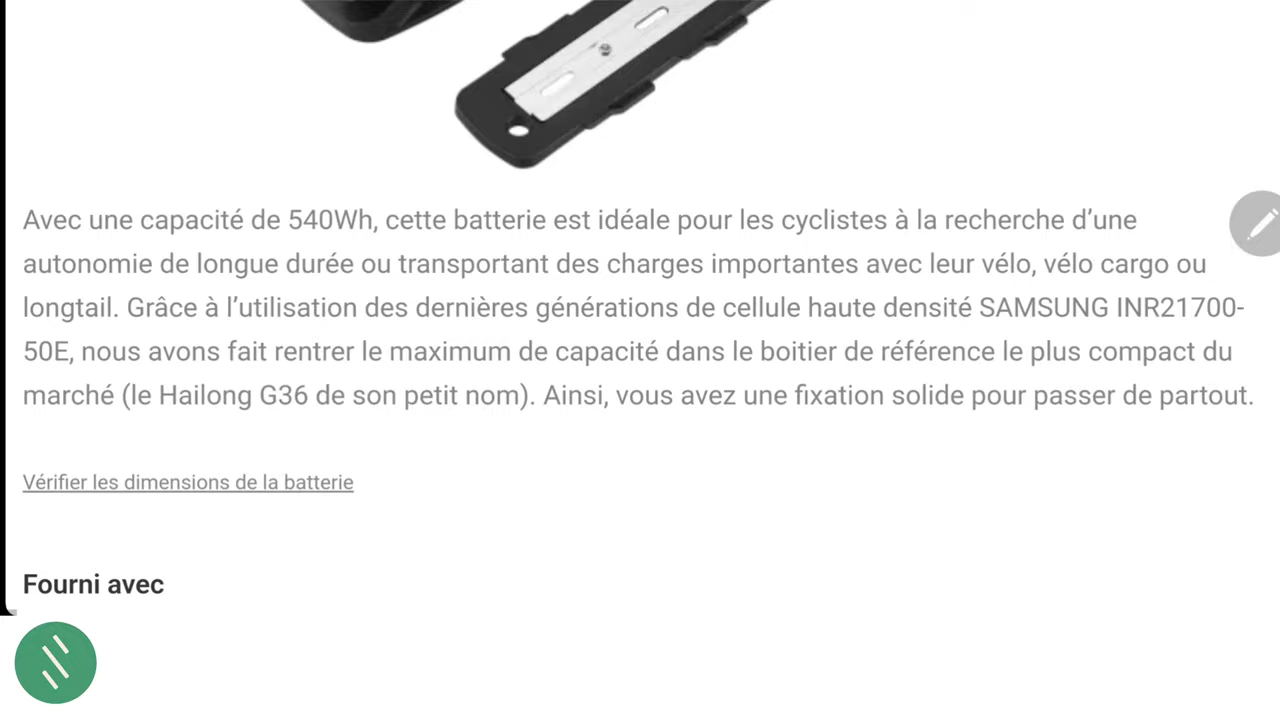 Avec une capacité de 540Wh, cette batterie est idéale pour les cyclistes à la recherche d’une
autonomie de longue durée ou transportant des charges importantes avec leur vélo, vélo cargo ou
longtail. Grâce à l’utilisation des dernières générations de cellule haute densité SAMSUNG INR21700-
50E, nous avons fait rentrer le maximum de capacité dans le boitier de référence le plus compact du
marché (le Hailong G36 de son petit nom). Ainsi, vous avez une fixation solide pour passer de partout.
Vérifier les dimensions de la batterie
Fourni avec